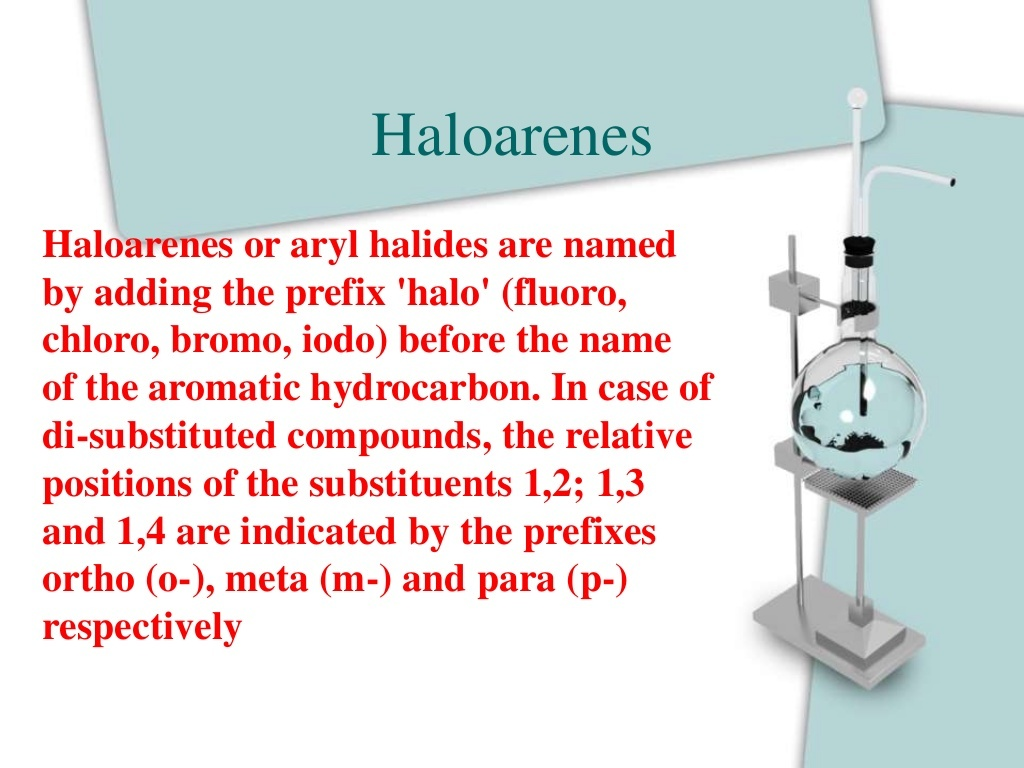 Haloarenes
Haloarenes or aryl halides are named
by adding the prefix 'halo' (fluoro,
chloro, bromo, iodo) before the name
of the aromatic hydrocarbon. In case of
di-substituted compounds, the relative
positions of the substituents 1,2; 1,3
and 1,4 are indicated by the prefixes
ortho (o-), meta (m-) and para (p-)
respectively